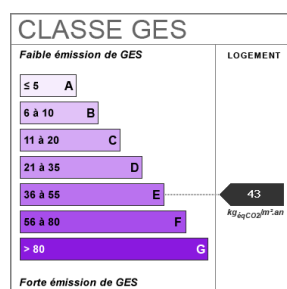 CLASSE GES
Faible émission de GES
LOGEMENT
≤ 5 A
6 à 10 B
11 à 20 C
21 à 35 D
36 à 55 E
43
kgéqCO2/m².an
56 à 80 F
> 80 G
Forte émission de GES